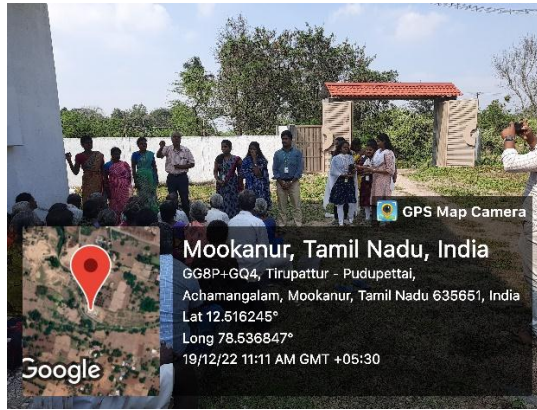 GPS Map Camera
Mookanur, Tamil Nadu, India
GG8P+GQ4, Tirupattur - Pudupettai,
Achamangalam, Mookanur, Tamil Nadu 635651, India
Lat 12.516245°
Long 78.536847°
19/12/22 11:11 AM GMT +05:30
Google